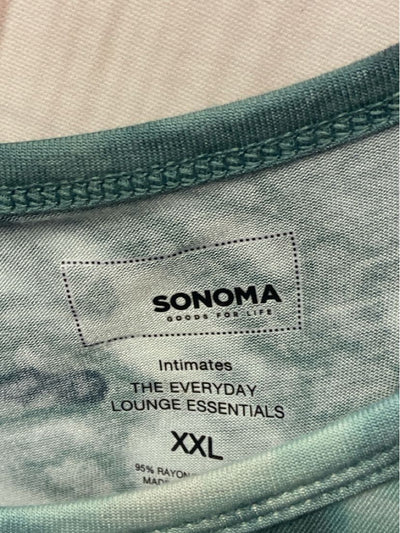 SONOMA
GOODS FOR LIFE
Intimates
THE EVERYDAY
LOUNGE ESSENTIALS
XXL
95% RAYON